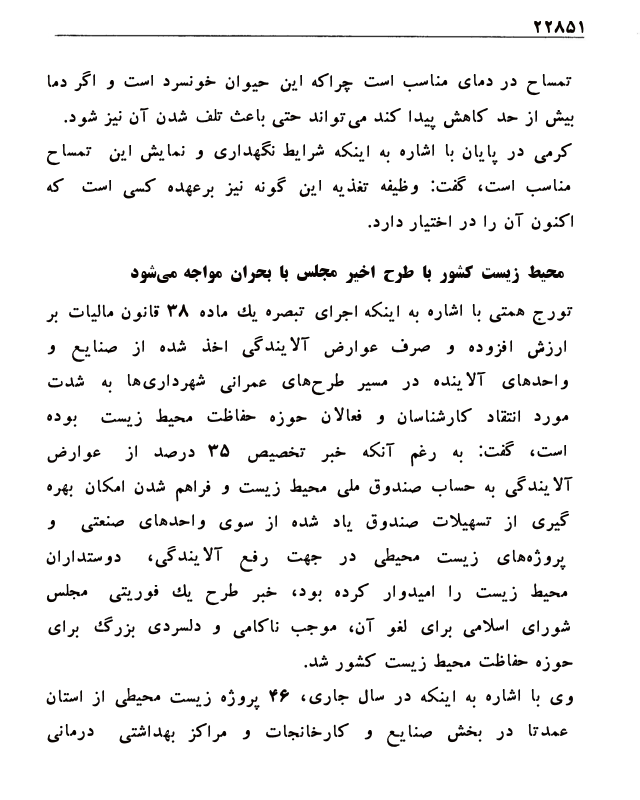 ۲۲۸۵۱
تمساح در دمای مناسب است چراکه این حیوان خونسرد است و اگر دما
بیش از حد کاهش پیدا کند می‌تواند حتی باعث تلف شدن آن نیز شود.
کرمی در پایان با اشاره به اینکه شرایط نگهداری و نمایش این تمساح
مناسب است، گفت: وظیفه تغذیه این گونه نیز برعهده کسی است که
اکنون آن را در اختیار دارد.
محیط زیست کشور با طرح اخیر مجلس با بحران مواجه می‌شود
تورج همتی با اشاره به اینکه اجرای تبصره یك ماده ۳۸ قانون مالیات بر
ارزش افزوده و صرف عوارض آلایندگی اخذ شده از صنایع و
واحدهای آلاینده در مسیر طرح‌های عمرانی شهرداری‌ها به شدت
مورد انتقاد کارشناسان و فعالان حوزه حفاظت محیط زیست بوده
است، گفت: به رغم آنکه خبر تخصیص ۳۵ درصد از عوارض
آلایندگی به حساب صندوق ملی محیط زیست و فراهم شدن امکان بهره
گیری از تسهیلات صندوق یاد شده از سوی واحدهای صنعتی و
پروژه‌های زیست محیطی در جهت رفع آلایندگی، دوستداران
محیط زیست را امیدوار کرده بود، خبر طرح یك فوریتی مجلس
شورای اسلامی برای لغو آن، موجب ناکامی و دلسردی بزرگ برای
حوزه حفاظت محیط زیست کشور شد.
وی با اشاره به اینکه در سال جاری، ۴۶ پروژه زیست محیطی از استان
عمدتا در بخش صنایع و کارخانجات و مراکز بهداشتی درمانی